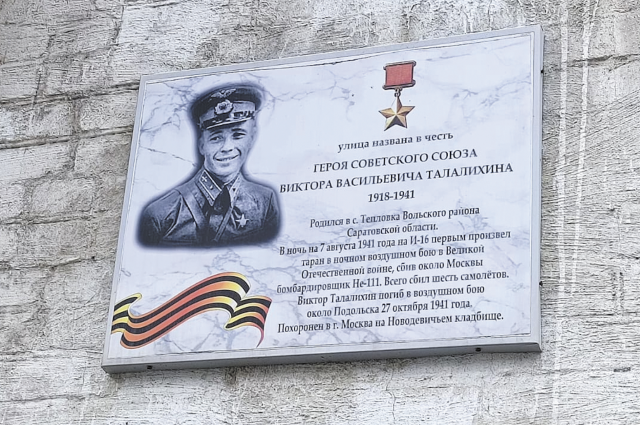 улица названа в честь
ГЕРОЯ СОВЕТСКОГО СОЮЗА
ВИКТОРА ВАСИЛЬЕВИЧА ТАЛАЛИХИНА
1918-1941
Родился в с. Тепловка Вольского района
Саратовской области.
В ночь на 7 августа 1941 года на И-16 первым произвел
таран в ночном воздушном бою в Великой
Отечественной войне, сбив около Москвы
бомбардировщик Не-111. Всего сбил шесть самолётов.
Виктор Талалихин погиб в воздушном бою
около Подольска 27 октября 1941 года.
Похоронен в г. Москва на Новодевичьем кладбище.